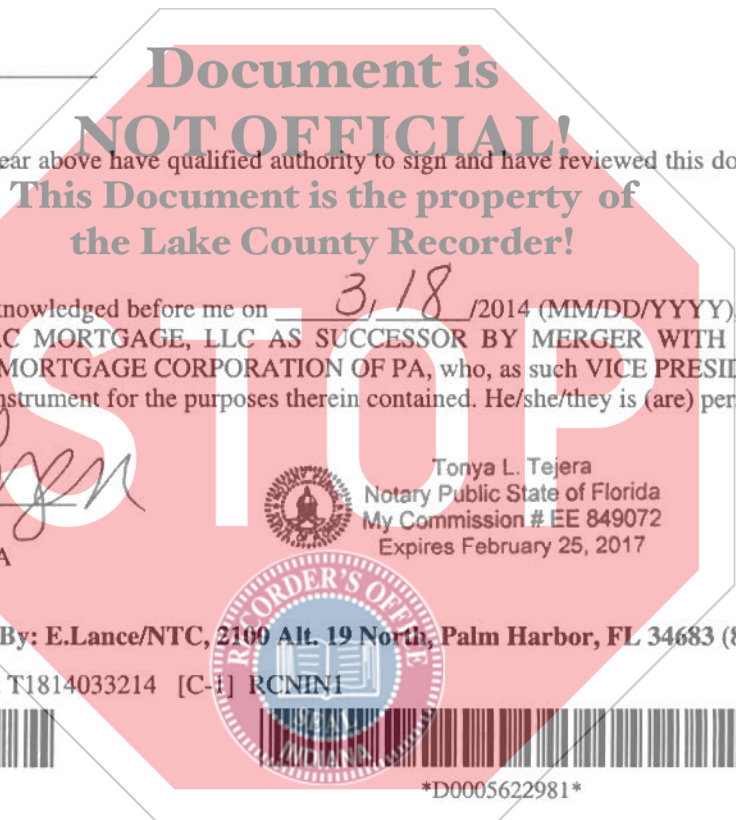 Document is
NOT OFFICIAL!
ear above have qualified authority to sign and have reviewed this do
This Document is the property of
the Lake County Recorder!
nowledged before me on 3/18/2014 (MM/DD/YYYY),
C MORTGAGE, LLC AS SUCCESSOR BY MERGER WITH
MORTGAGE CORPORATION OF PA, who, as such VICE PRESID
nstrument for the purposes therein contained. He/she/they is (are) per
STOP
Tonya L. Tejera
Notary Public State of Florida
My Commission # EE 849072
Expires February 25, 2017
A
RECORDER'S OFFICE
By: E.Lance/NTC, 2100 Alt. 19 North, Palm Harbor, FL 34683 (8
T1814033214 [C-1] RCNIN1
SEAL
INDIANA
*D0005622981*